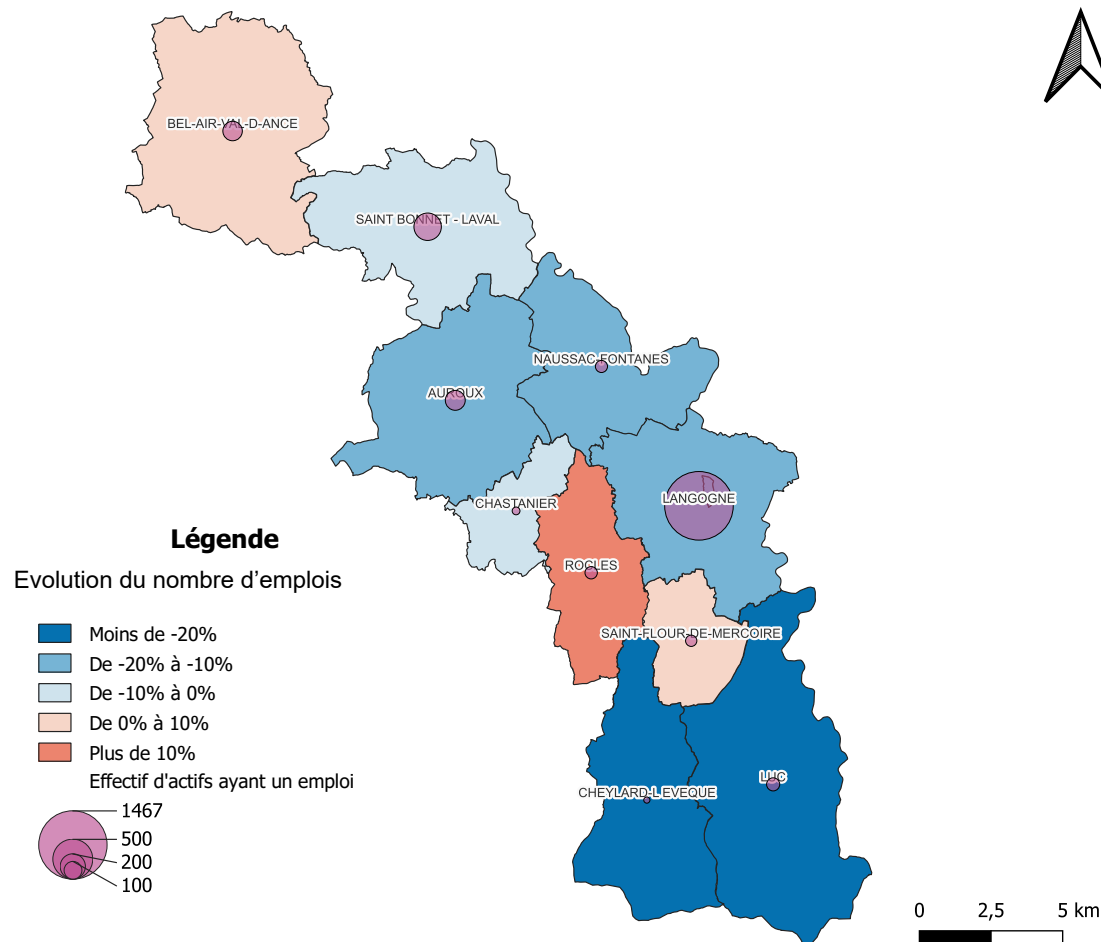 BEL-AIR-VAL-D-ANCE
SAINT BONNET - LAVAL
NAUSSAC-FONTANES
AUROUX
LANGOGNE
CHASTANIER
ROCLES
SAINT-FLOUR-DE-MERCOIRE
LUC
CHEYLARD-L EVEQUE
Légende
Evolution du nombre d’emplois
Moins de -20%
De -20% à -10%
De -10% à 0%
De 0% à 10%
Plus de 10%
Effectif d'actifs ayant un emploi
1467
500
200
100
0 2,5 5 km